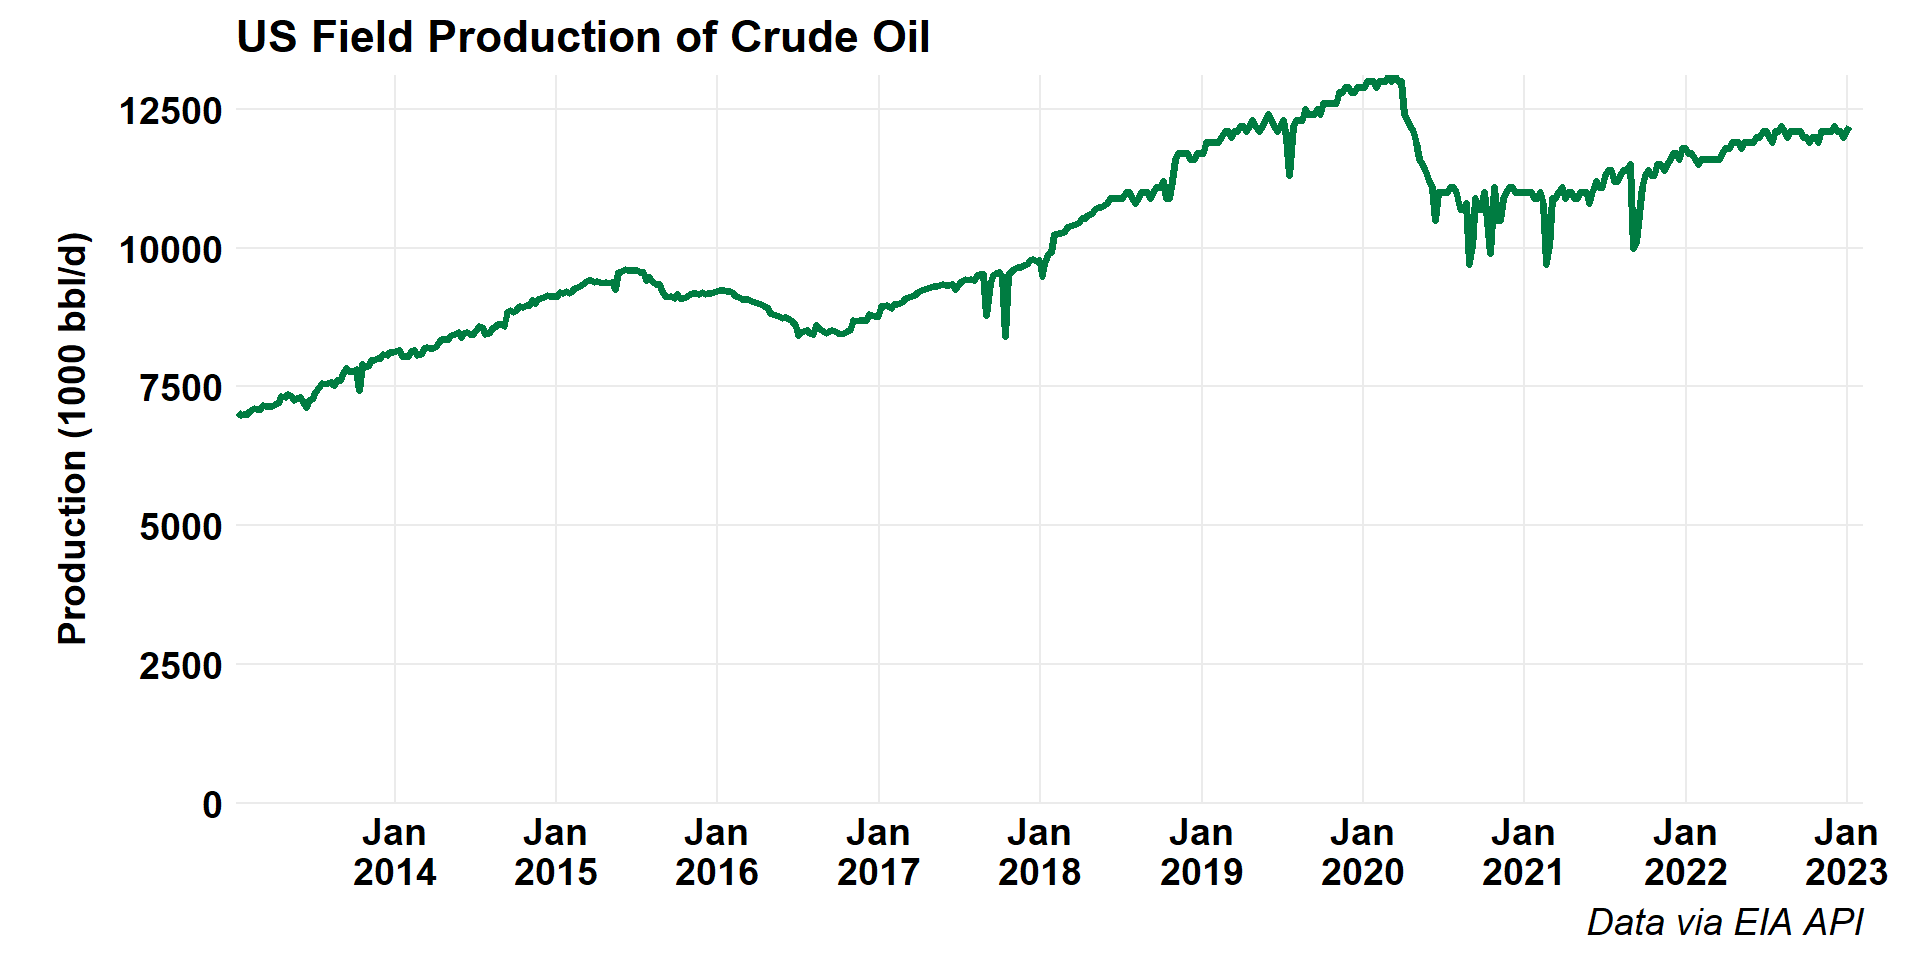 US Field Production of Crude Oil
Production (1000 bbl/d)
12500
10000
7500
5000
2500
0
Jan Jan Jan Jan Jan Jan Jan Jan Jan Jan
2014 2015 2016 2017 2018 2019 2020 2021 2022 2023
Data via EIA API